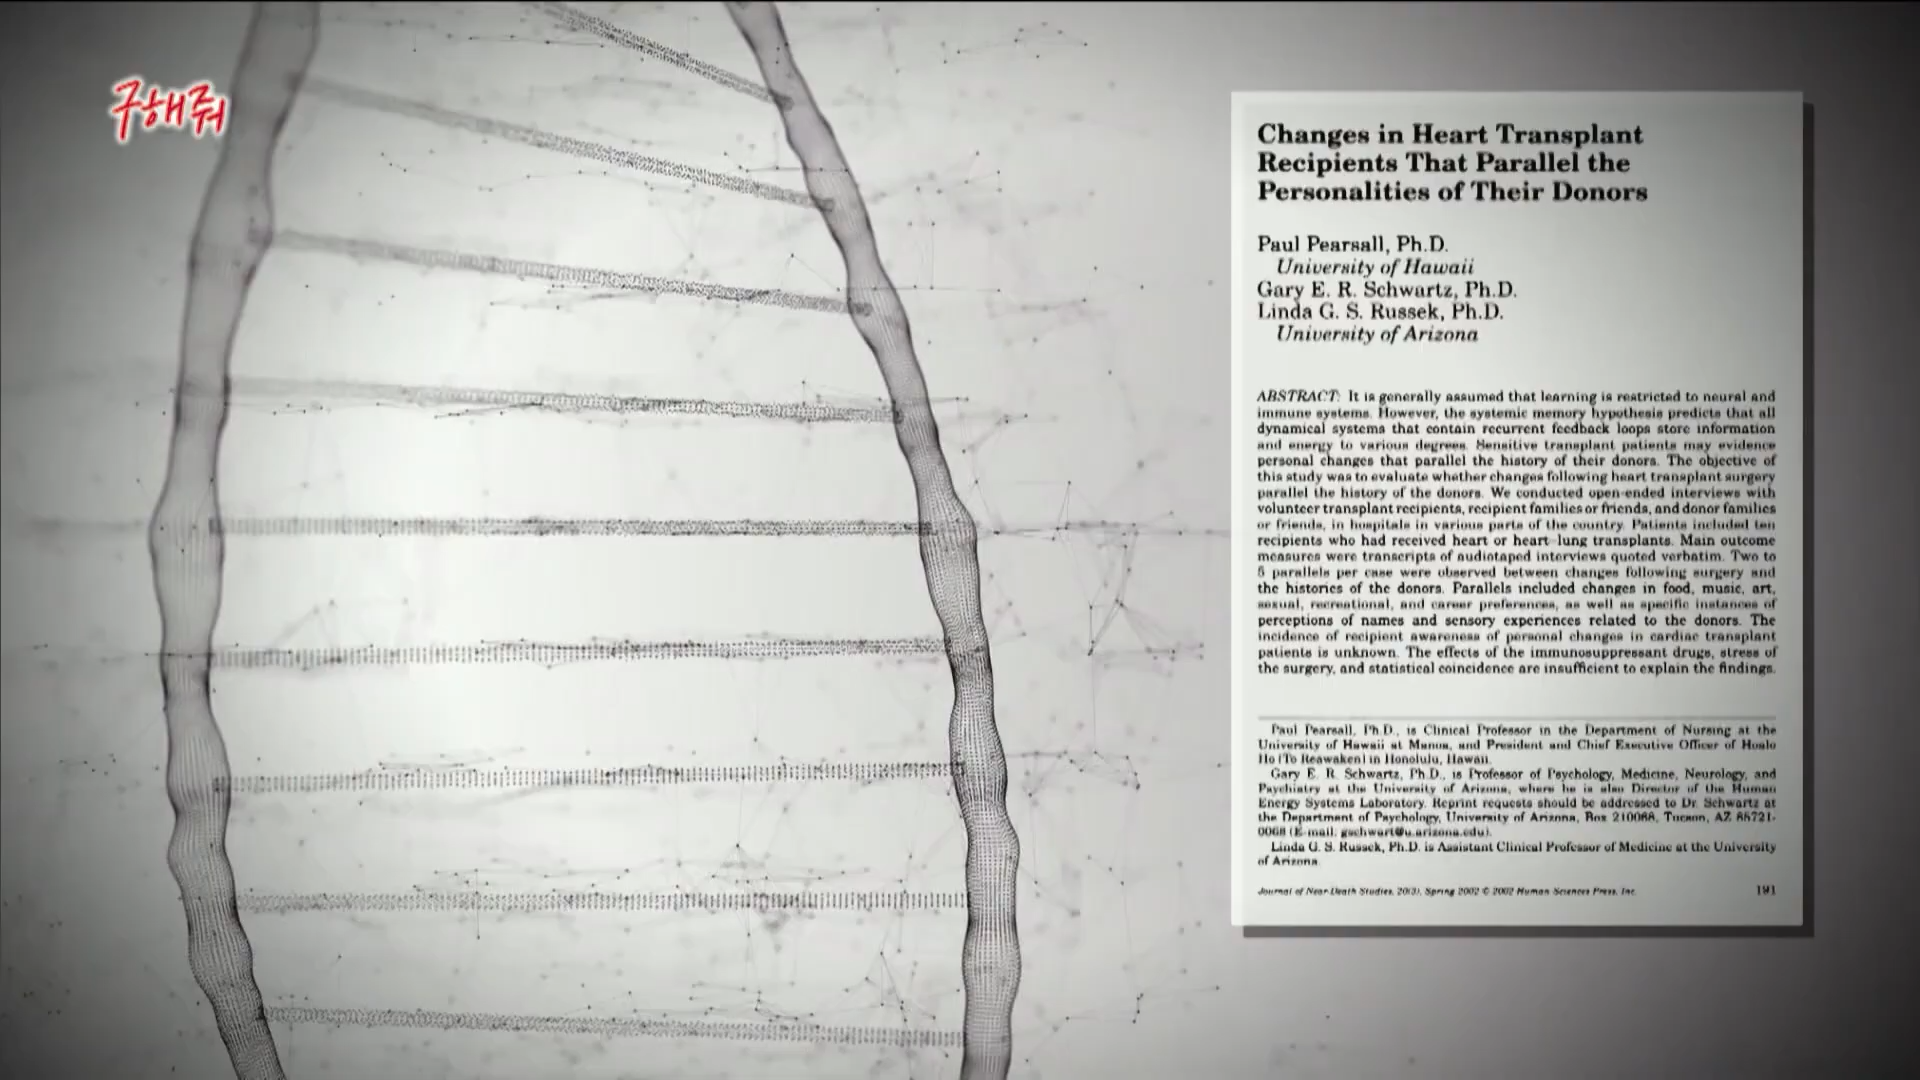 구해줘
Changes in Heart Transplant
Recipients That Parallel the
Personalities of Their Donors
Paul Pearsall, Ph.D.
University of Hawaii
Gary E. R. Schwartz, Ph.D.
Linda G. S. Russek, Ph.D.
University of Arizona
ABSTRACT: It is generally assumed that learning is restricted to neural and
immune systems. However, the systemic memory hypothesis predicts that all
dynamical systems that contain recurrent feedback loops store information
and energy to various degrees. Sensitive transplant patients may evidence
personal changes that parallel the history of their donors. The objective of
this study was to evaluate whether changes following heart transplant surgery
parallel the history of the donors. We conducted open-ended interviews with
volunteer transplant recipients, recipient families or friends, and donor families
or friends, in hospitals in various parts of the country. Patients included ten
recipients who had received heart or heart-lung transplants. Main outcome
measures were transcripts of audiotaped interviews quoted verbatim. Two to
5 parallels per case were observed between changes following surgery and
the histories of the donors. Parallels included changes in food, music, art,
sexual, recreational, and career preferences, as well as specific instances of
perceptions of names and sensory experiences related to the donors. The
incidence of recipient awareness of personal changes in cardiac transplant
patients is unknown. The effects of the immunosuppressant drugs, stress of
the surgery, and statistical coincidence are insufficient to explain the findings.
Paul Pearsall, Ph.D., is Clinical Professor in the Department of Nursing at the
University of Hawaii at Manoa, and President and Chief Executive Officer of
Ho (To Reawaken) in Honolulu, Hawaii.
Gary E. R. Schwartz, Ph.D., is Professor of Psychology, Medicine, Neurology, and
Psychiatry at the University of Arizona, where he is also Director of the Human
Energy Systems Laboratory. Reprint requests should be addressed to Dr. Schwartz at
the Department of Psychology, University of Arizona, Box 210068, Tucson, AZ 85721-
0068 (E-mail: gschwart@u.arizona.edu).
Linda G. S. Russek, Ph.D. is Assistant Clinical Professor of Medicine at the University
of Arizona.
Journal of Near-Death Studies, 20(3), Spring 2002 © 2002 Human Sciences Press, Inc.
191